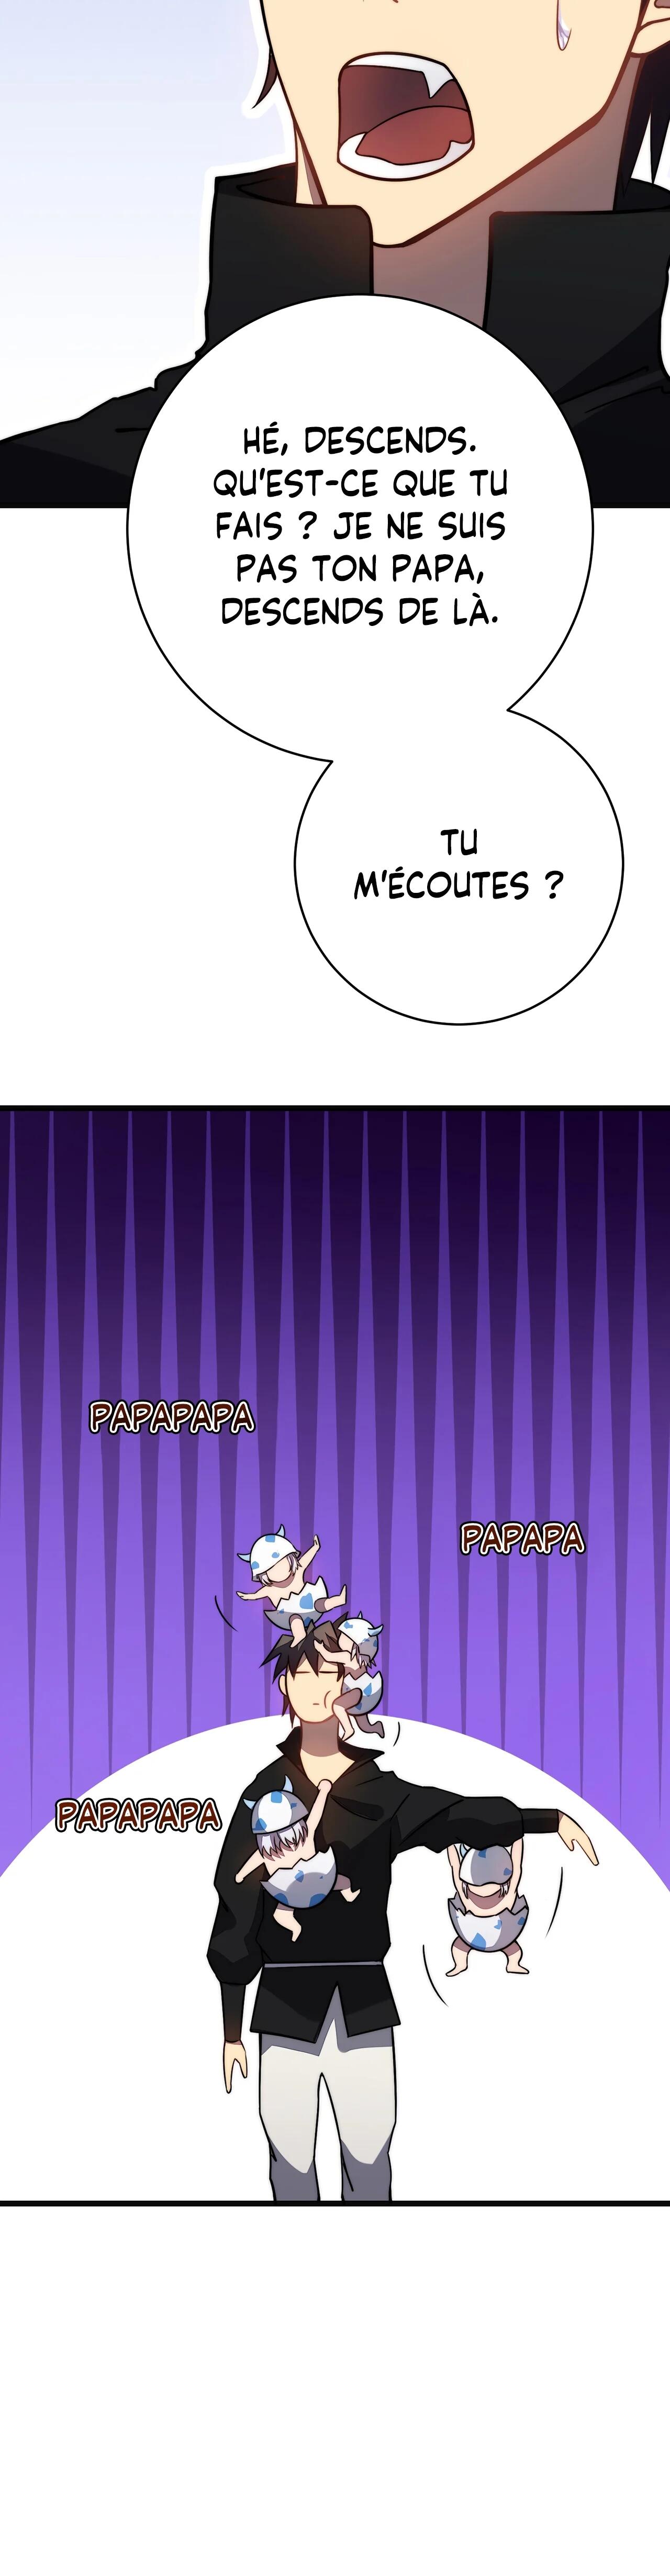 HÉ, DESCENDS.
QU'EST-CE QUE TU
FAIS ? JE NE SUIS
PAS TON PAPA,
DESCENDS DE LÀ.
TU
M'ÉCOUTES ?
PAPAPAPA
PAPAPA
PAPAPAPA